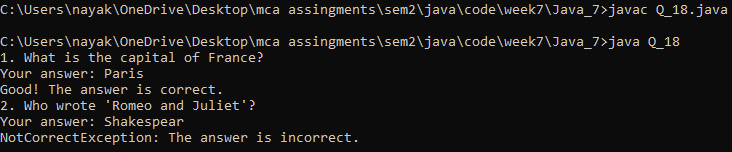 C:\Users\nayak\OneDrive\Desktop\mca assingments\sem2\java\code\week7\Java_7>javac Q_18.java
C:\Users\nayak\OneDrive\Desktop\mca assingments\sem2\java\code\week7\Java_7>java Q_18
1. What is the capital of France?
Your answer: Paris
Good! The answer is correct.
2. Who wrote 'Romeo and Juliet'?
Your answer: Shakespear
NotCorrectException: The answer is incorrect.